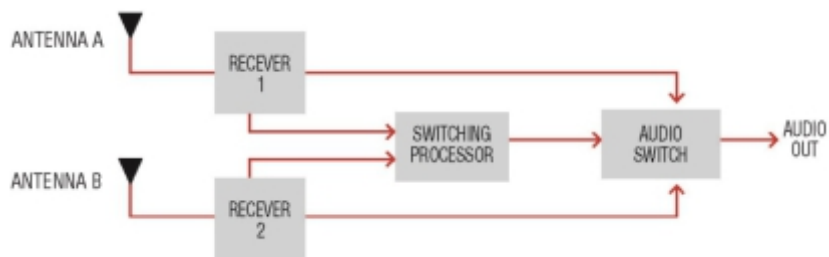 ANTENNA A
RECEVER
1
SWITCHING
PROCESSOR
AUDIO
SWITCH
AUDIO
OUT
ANTENNA B
RECEVER
2